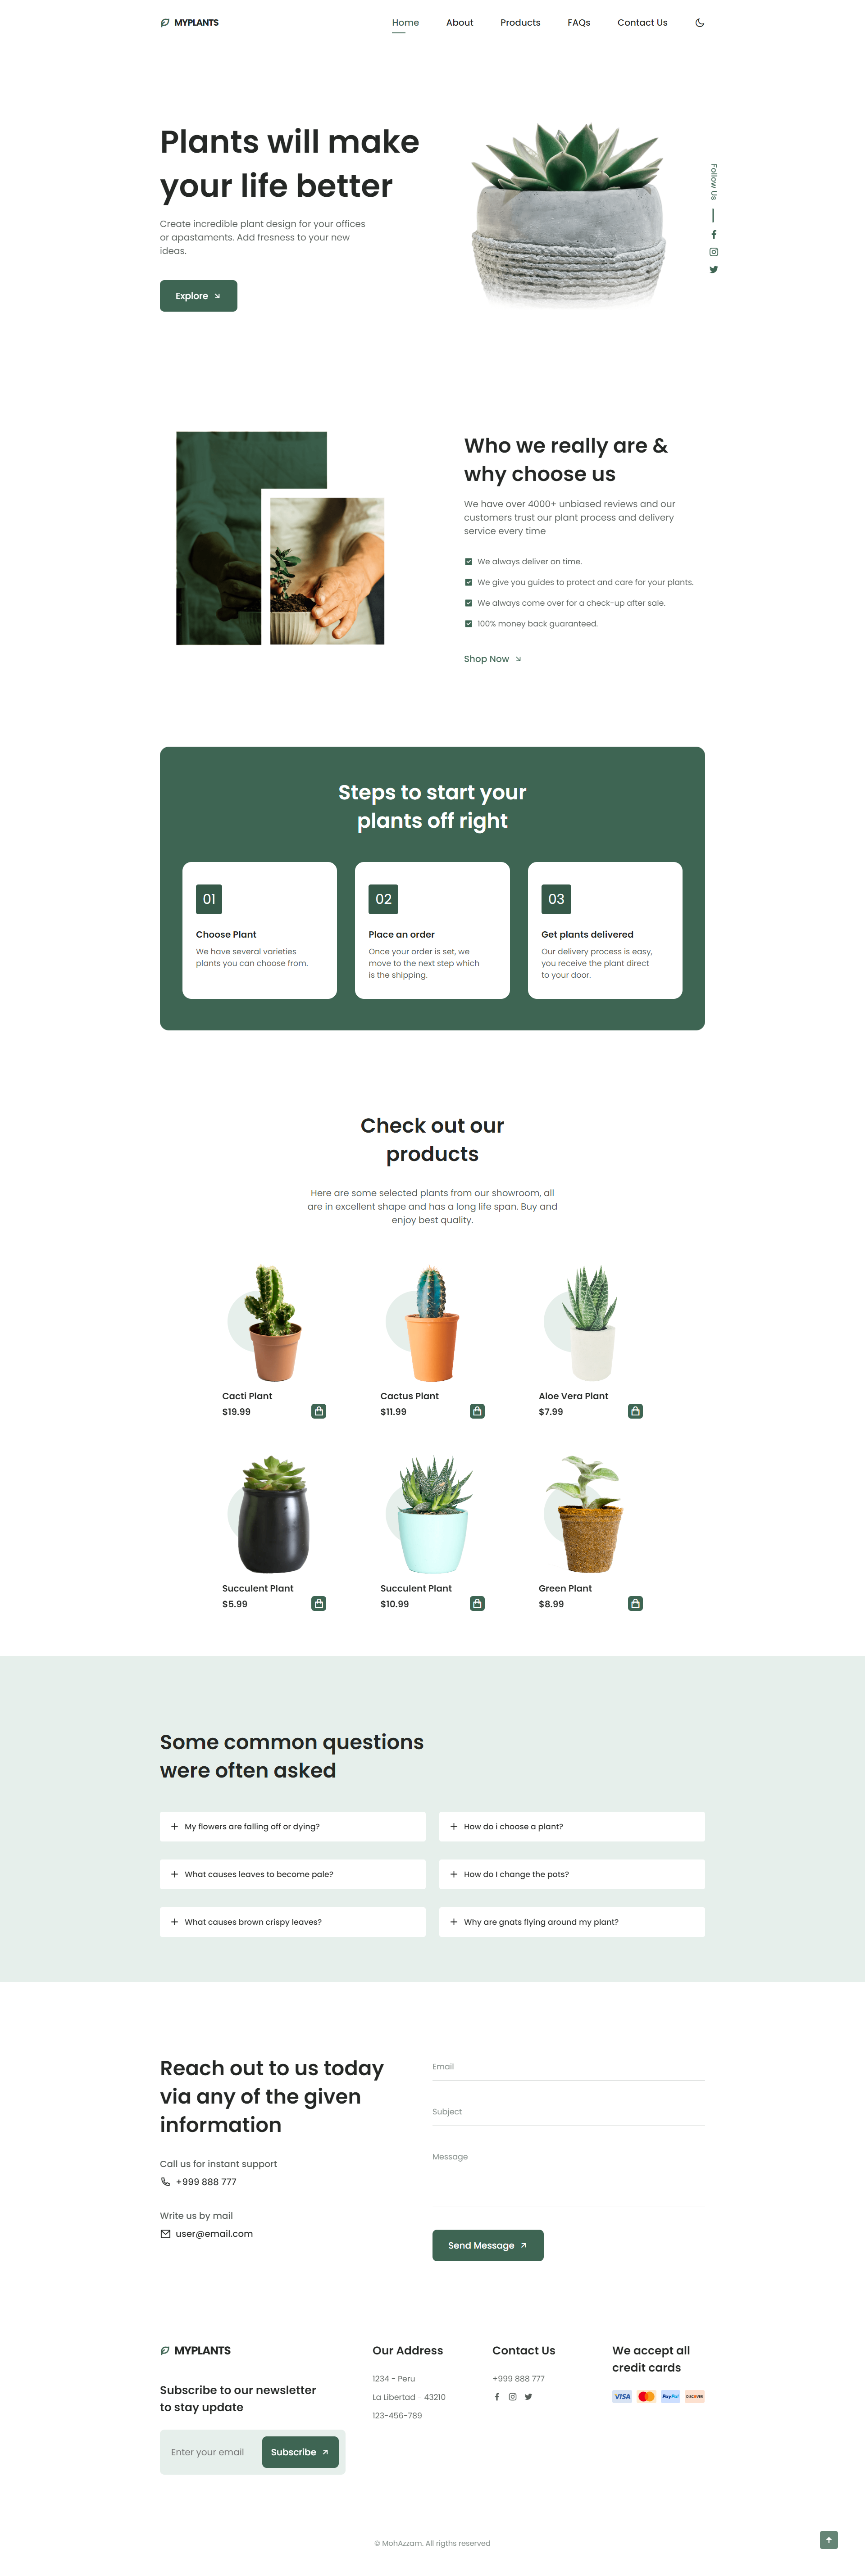 MYPLANTS
Home
About
Products
FAQs
Contact Us
Plants will make
your life better
Create incredible plant design for your offices
or apastaments. Add fresness to your new
ideas.
Explore
Follow Us
Who we really are &
why choose us
We have over 4000+ unbiased reviews and our
customers trust our plant process and delivery
service every time
We always deliver on time.
We give you guides to protect and care for your plants.
We always come over for a check-up after sale.
100% money back guaranteed.
Shop Now
Steps to start your
plants off right
01
Choose Plant
We have several varieties
plants you can choose from.
02
Place an order
Once your order is set, we
move to the next step which
is the shipping.
03
Get plants delivered
Our delivery process is easy,
you receive the plant direct
to your door.
Check out our
products
Here are some selected plants from our showroom, all
are in excellent shape and has a long life span. Buy and
enjoy best quality.
Cacti Plant
$19.99
Cactus Plant
$11.99
Aloe Vera Plant
$7.99
Succulent Plant
$5.99
Succulent Plant
$10.99
Green Plant
$8.99
Some common questions
were often asked
My flowers are falling off or dying?
How do i choose a plant?
What causes leaves to become pale?
How do I change the pots?
What causes brown crispy leaves?
Why are gnats flying around my plant?
Reach out to us today
via any of the given
information
Call us for instant support
+999 888 777
Write us by mail
user@email.com
Email
Subject
Message
Send Message
MYPLANTS
Subscribe to our newsletter
to stay update
Enter your email
Subscribe
Our Address
1234 - Peru
La Libertad - 43210
123-456-789
Contact Us
+999 888 777
We accept all
credit cards
VISA
PayPal
DISCOVER
© MohAzzam. All rigths reserved